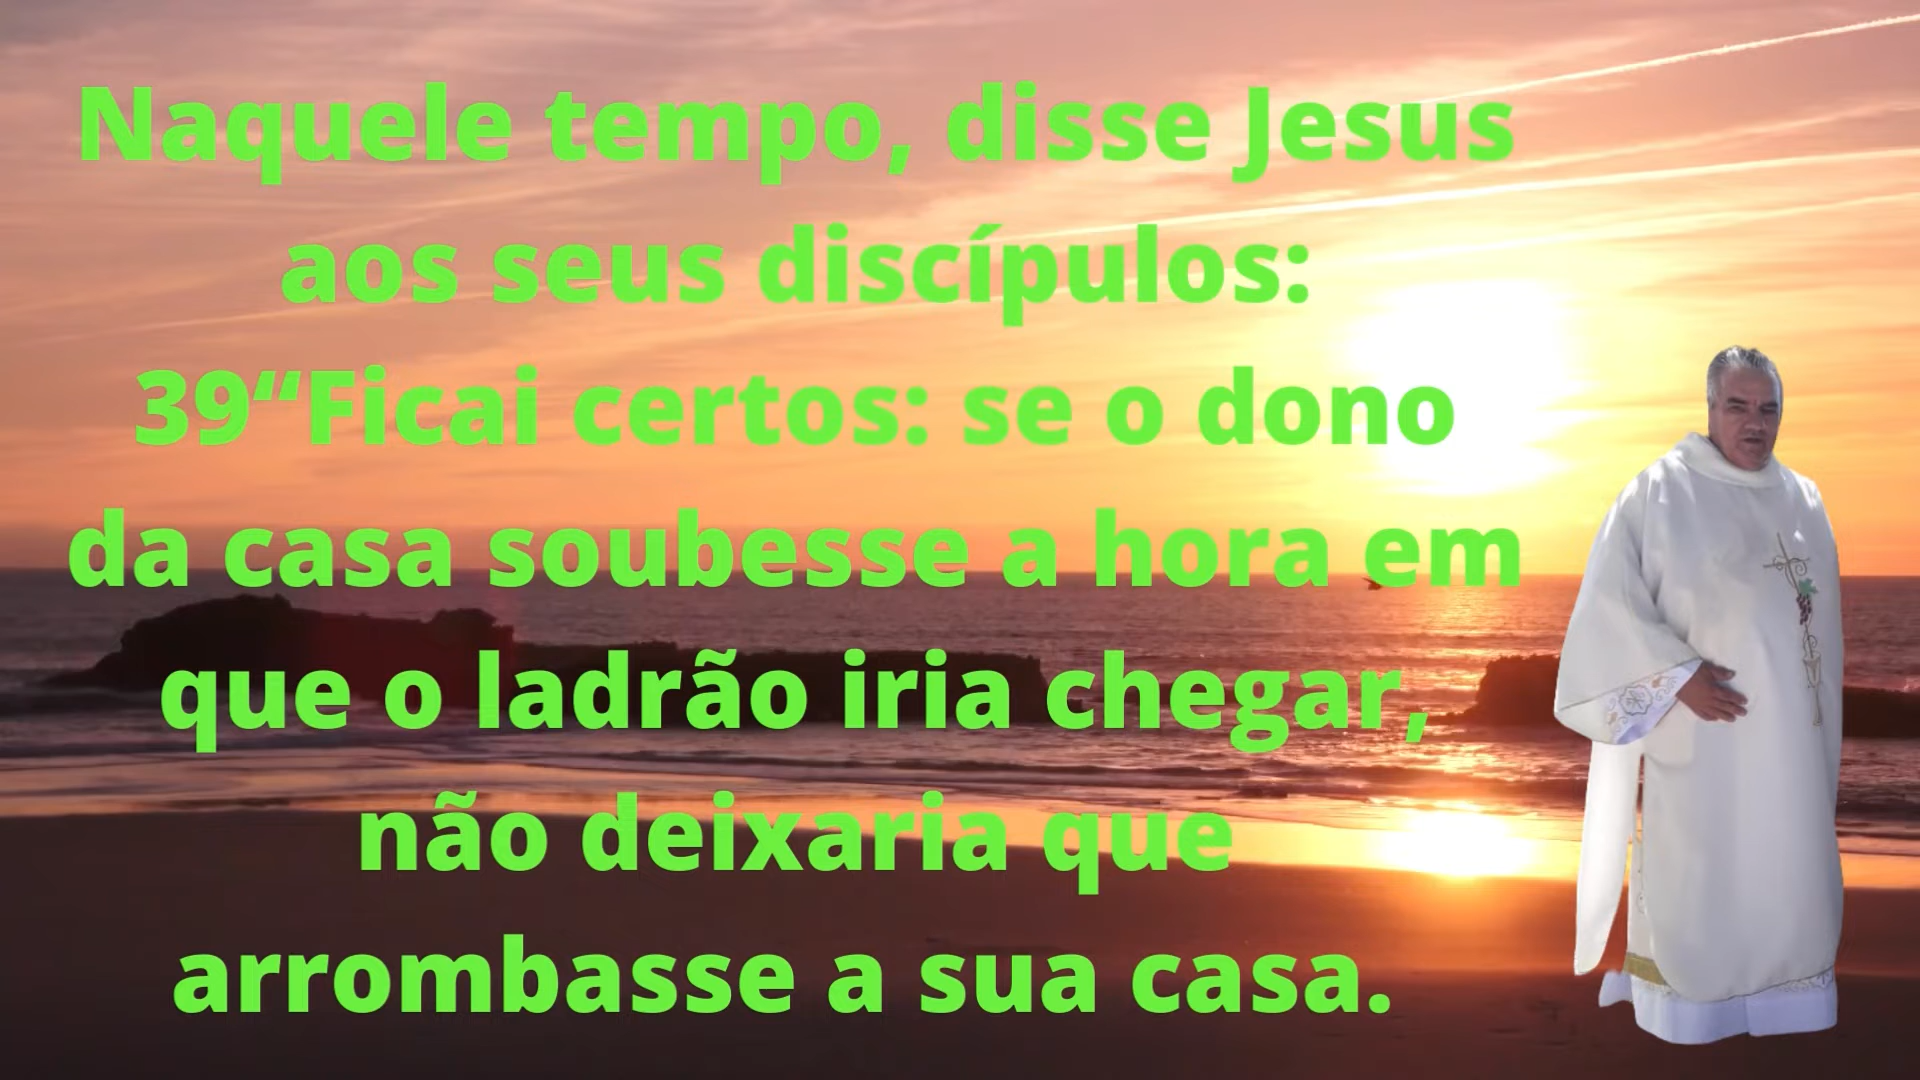 Naquele tempo, disse Jesus
aos seus discípulos:
39“Ficai certos: se o dono
da casa soubesse a hora em
que o ladrão iria chegar,
não deixaria que
arrombasse a sua casa.